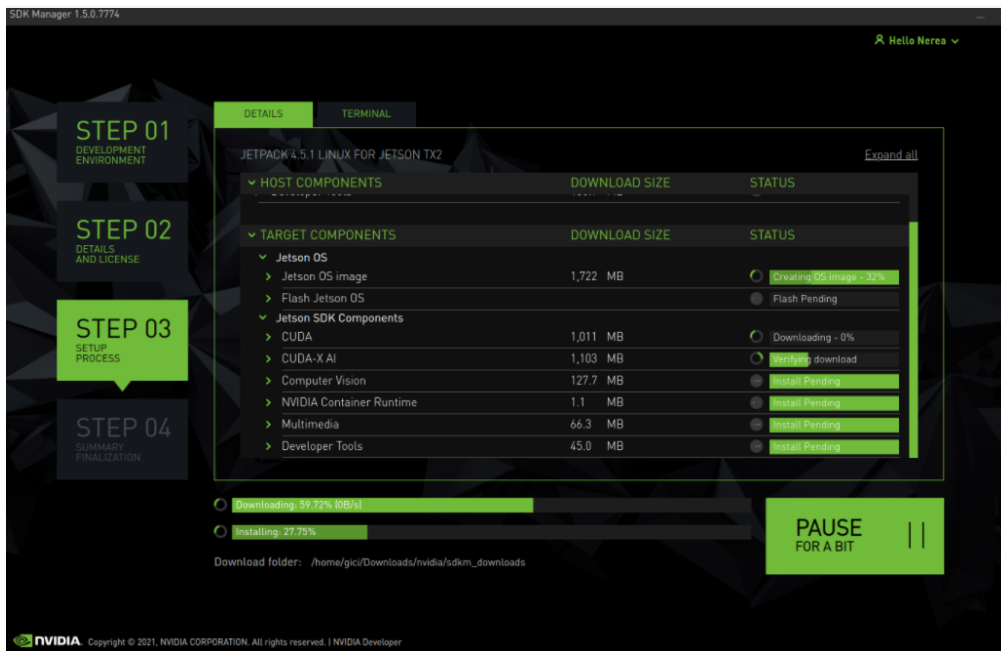 SDK Manager 1.5.0.7774
Hello Nerea
STEP 01
DEVELOPMENT
ENVIRONMENT
STEP 02
DETAILS
AND LICENSE
STEP 03
SETUP
PROCESS
STEP 04
SUMMARY
FINALIZATION
DETAILS TERMINAL
JETPACK 4.5.1 LINUX FOR JETSON TX2 Expand all
HOST COMPONENTS DOWNLOAD SIZE STATUS
TARGET COMPONENTS DOWNLOAD SIZE STATUS
Jetson OS
Jetson OS image 1,722 MB Creating OS image - 32%
Flash Jetson OS Flash Pending
Jetson SDK Components
CUDA 1,011 MB Downloading - 0%
CUDA-X AI 1,103 MB Verifying download
Computer Vision 127.7 MB Install Pending
NVIDIA Container Runtime 1.1 MB Install Pending
Multimedia 66.3 MB Install Pending
Developer Tools 45.0 MB Install Pending
Downloading: 59.72% (0B/s)
Installing: 27.75%
Download folder: /home/gici/Downloads/nvidia/sdkm_downloads
PAUSE
FOR A BIT
NVIDIA. Copyright © 2021, NVIDIA CORPORATION. All rights reserved. | NVIDIA Developer